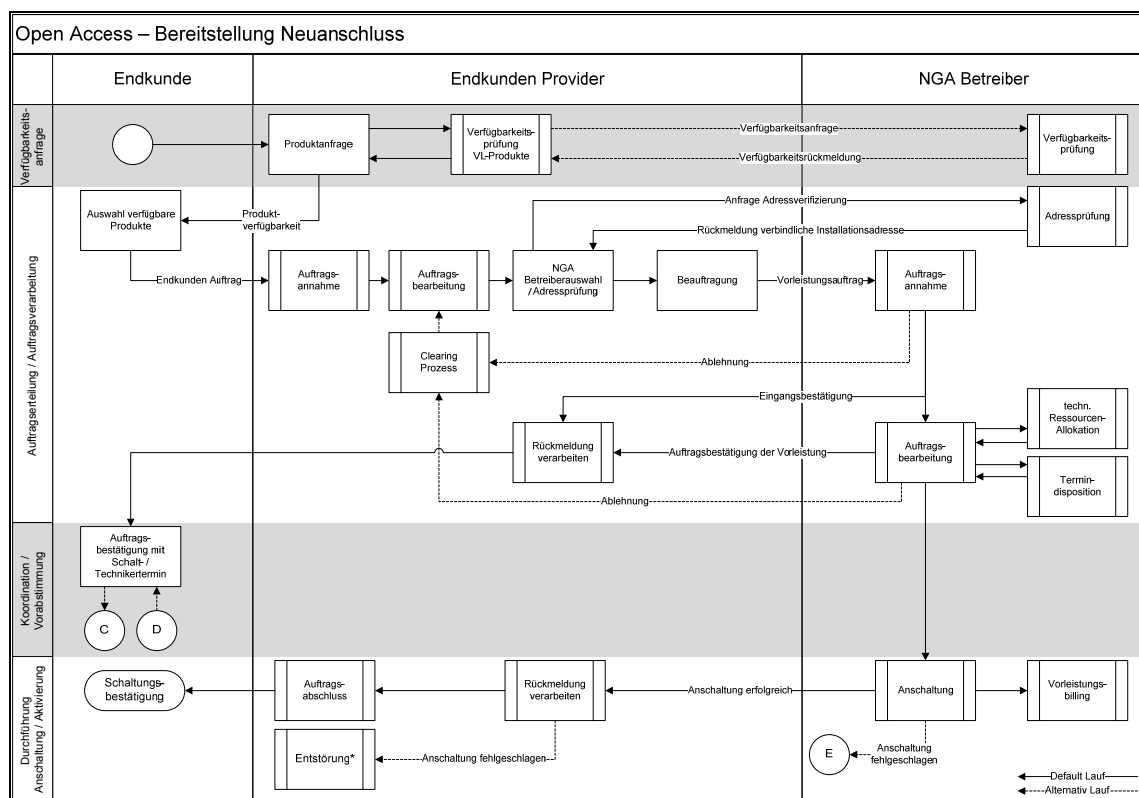 Open Access – Bereitstellung Neuanschluss
Endkunde
Endkunden Provider
NGA Betreiber
Verfügbarkeits-
anfrage
Produktanfrage
Verfügbarkeits-
prüfung
VL-Produkte
Verfügbarkeitsanfrage
Verfügbarkeitsrückmeldung
Verfügbarkeits-
prüfung
Auftragserteilung / Auftragsverarbeitung
Auswahl verfügbare
Produkte
Produkt-
verfügbarkeit
Anfrage Adressverifizierung
Rückmeldung verbindliche Installationsadresse
Adressprüfung
Endkunden Auftrag
Auftrags-
annahme
Auftrags-
bearbeitung
NGA
Betreiberauswahl
/ Adressprüfung
Beauftragung
Vorleistungsauftrag
Auftrags-
annahme
Clearing
Prozess
Ablehnung
Eingangsbestätigung
techn.
Ressourcen-
Allokation
Rückmeldung
verarbeiten
Auftragsbestätigung der Vorleistung
Auftrags-
bearbeitung
Termin-
disposition
Ablehnung
Koordination /
Vorabstimmung
Auftrags-
bestätigung mit
Schalt- /
Technikertermin
C
D
Durchführung
Anschaltung / Aktivierung
Schaltungs-
bestätigung
Auftrags-
abschluss
Rückmeldung
verarbeiten
Anschaltung erfolgreich
Anschaltung
Vorleistungs-
billing
Entstörung*
Anschaltung fehlgeschlagen
E
Anschaltung
fehlgeschlagen
Default Lauf
Alternativ Lauf